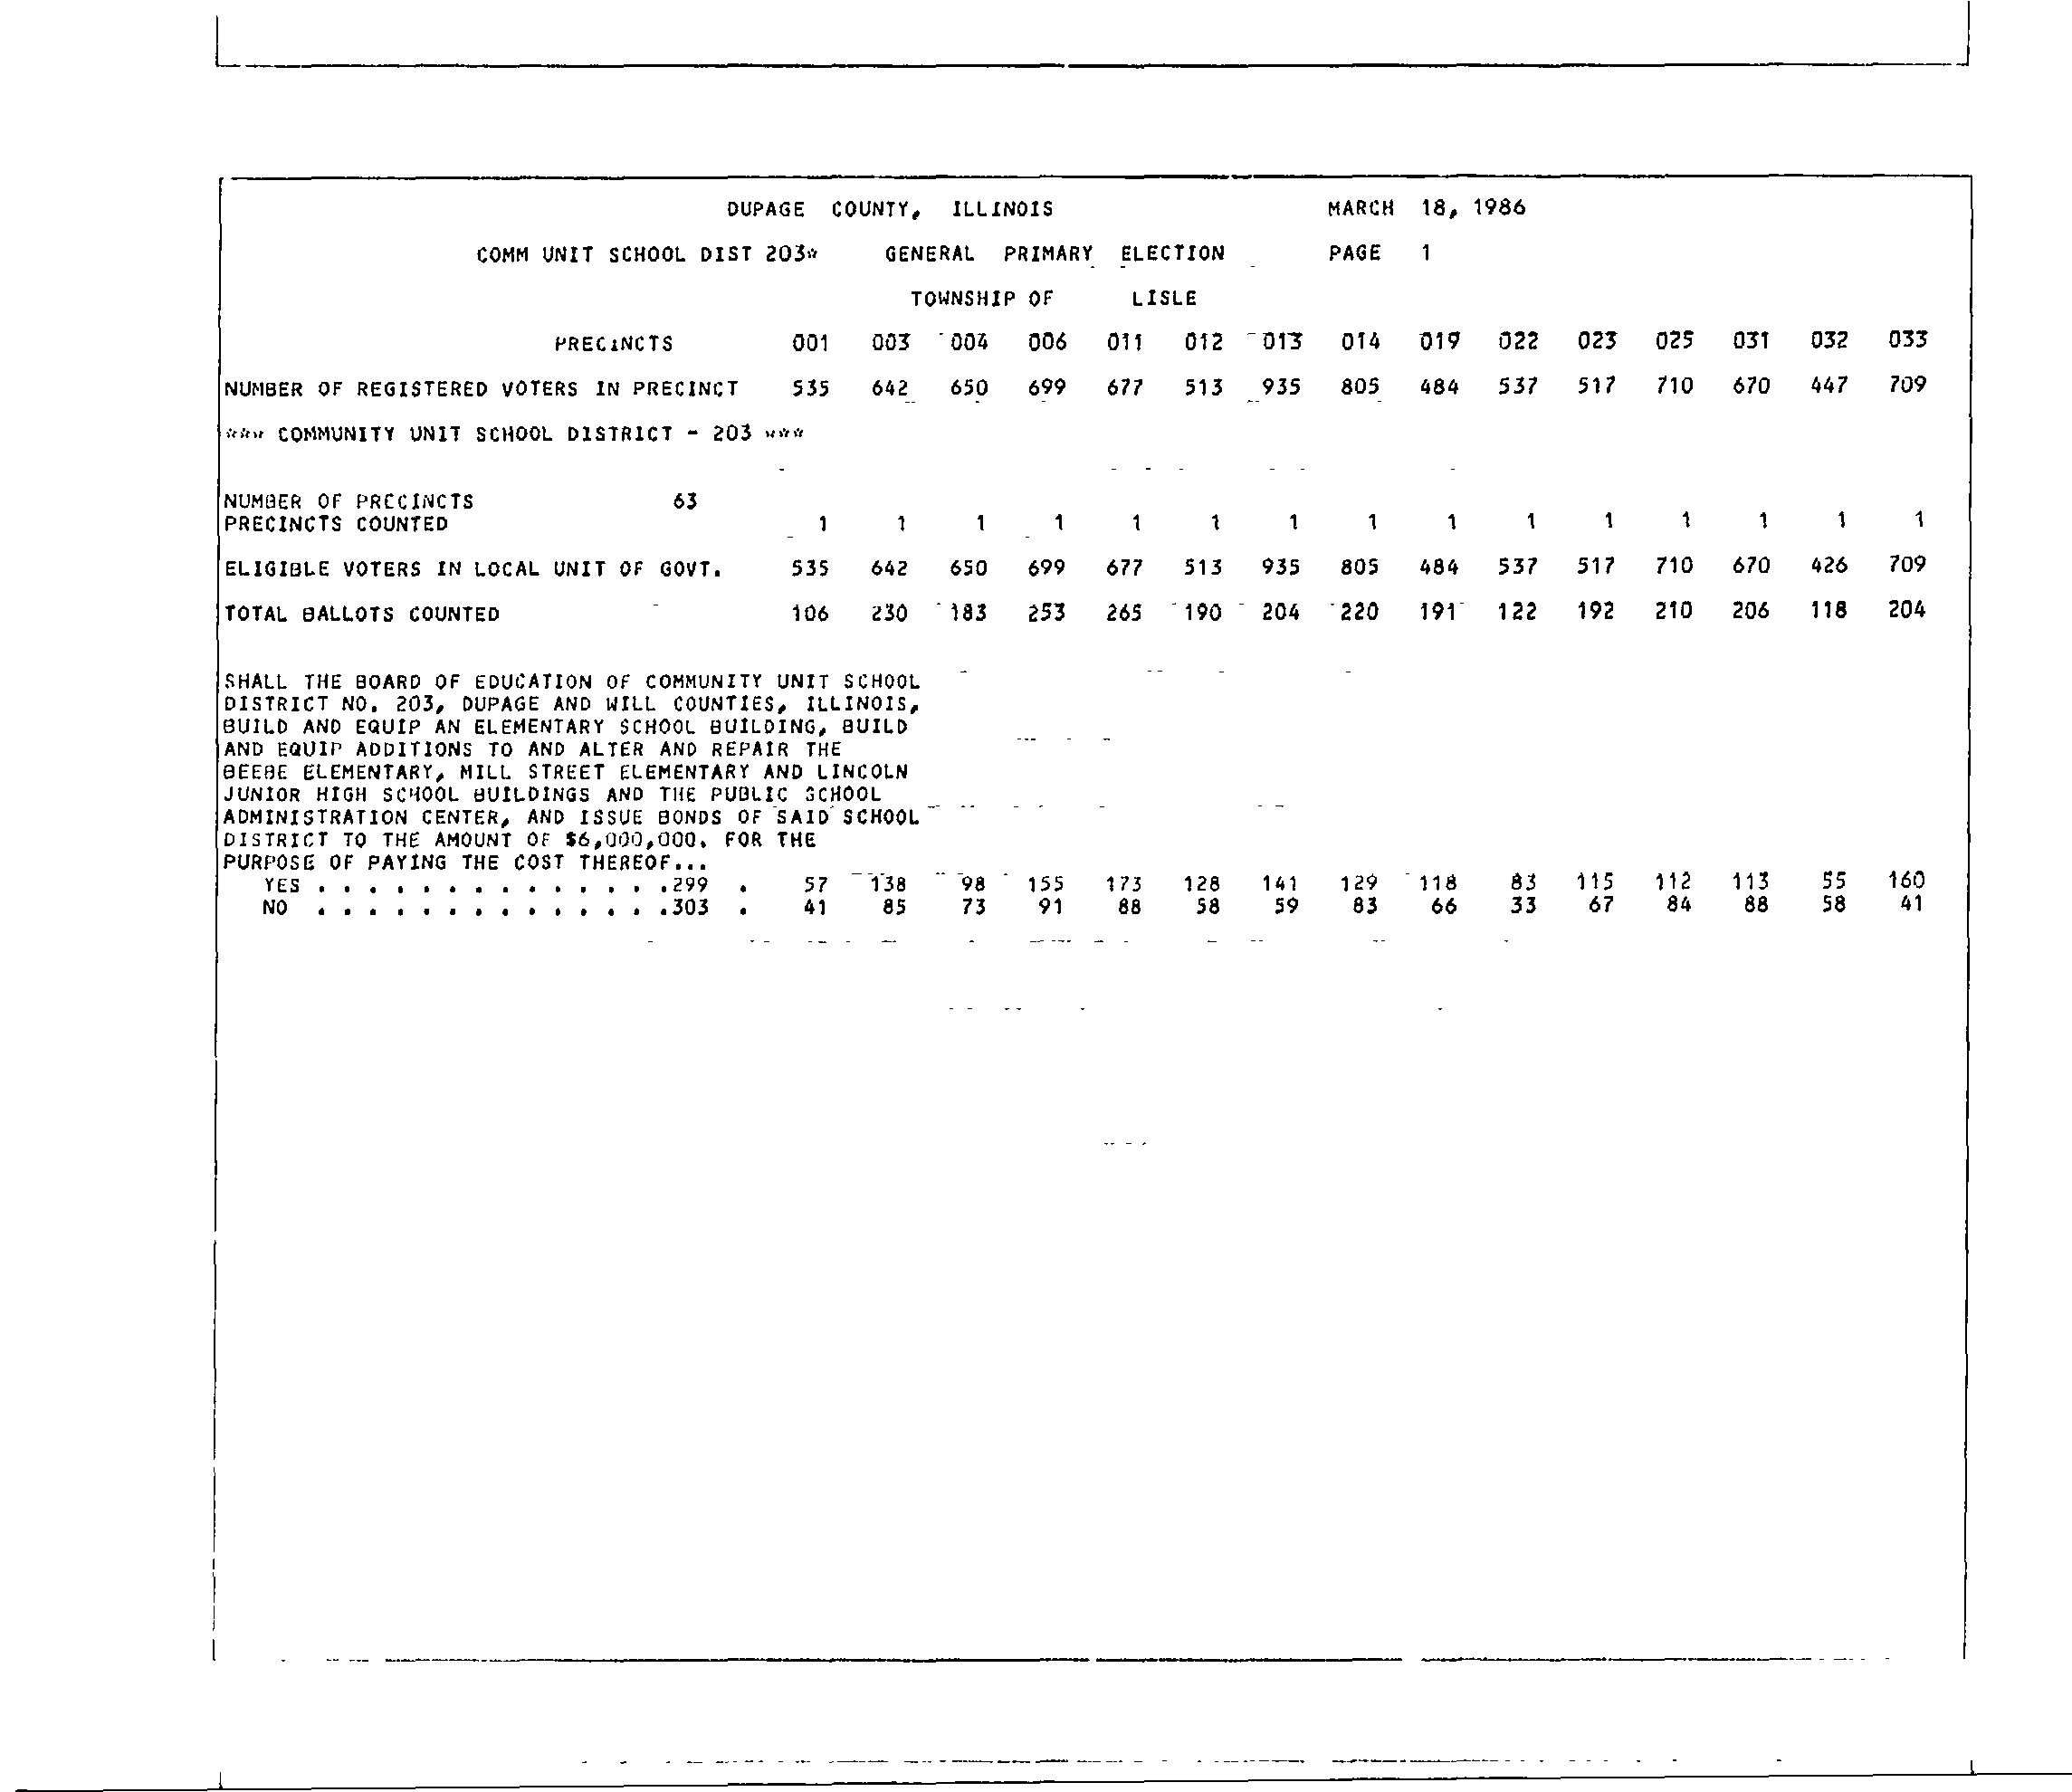 DUPAGE COUNTY, ILLINOIS MARCH 18, 1986
COMM UNIT SCHOOL DIST 203* GENERAL PRIMARY ELECTION PAGE 1
TOWNSHIP OF LISLE
PRECINCTS 001 003 004 006 011 012 013 014 019 022 023 025 031 032 033
NUMBER OF REGISTERED VOTERS IN PRECINCT 535 642 650 699 677 513 935 805 484 537 517 710 670 447 709
*** COMMUNITY UNIT SCHOOL DISTRICT - 203 ***
NUMBER OF PRECINCTS 63
PRECINCTS COUNTED 1 1 1 1 1 1 1 1 1 1 1 1 1 1 1
ELIGIBLE VOTERS IN LOCAL UNIT OF GOVT. 535 642 650 699 677 513 935 805 484 537 517 710 670 426 709
TOTAL BALLOTS COUNTED 106 230 183 253 265 190 204 220 191 122 192 210 206 118 204
SHALL THE BOARD OF EDUCATION OF COMMUNITY UNIT SCHOOL
DISTRICT NO. 203, DUPAGE AND WILL COUNTIES, ILLINOIS,
BUILD AND EQUIP AN ELEMENTARY SCHOOL BUILDING, BUILD
AND EQUIP ADDITIONS TO AND ALTER AND REPAIR THE
BEEBE ELEMENTARY, MILL STREET ELEMENTARY AND LINCOLN
JUNIOR HIGH SCHOOL BUILDINGS AND THE PUBLIC SCHOOL
ADMINISTRATION CENTER, AND ISSUE BONDS OF SAID SCHOOL
DISTRICT TO THE AMOUNT OF $6,000,000. FOR THE
PURPOSE OF PAYING THE COST THEREOF...
YES . . . . . . . . . . . . . .299 . 57 138 98 155 173 128 141 129 118 83 115 112 113 55 160
NO . . . . . . . . . . . . . .303 . 41 85 73 91 88 58 59 83 66 33 67 84 88 58 41